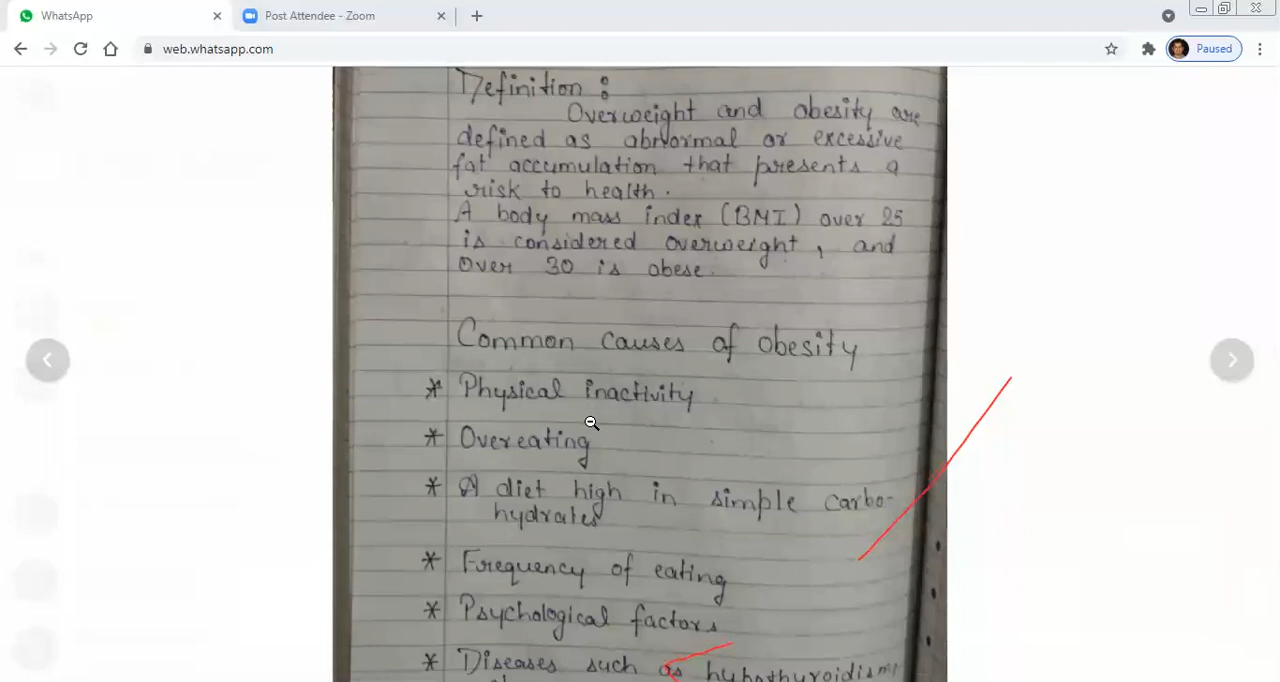 WhatsApp
Post Attendee - Zoom
web.whatsapp.com
Paused
Definition :
Overweight and obesity are
defined as abnormal or excessive
fat accumulation that presents a
risk to health.
A body mass index (BMI) over 25
is considered overweight, and
over 30 is obese.
Common causes of obesity
* Physical inactivity
* Overeating
* A diet high in simple carbo-
hydrates
* Frequency of eating
* Psychological factors
* Diseases such as hypothyroidism,